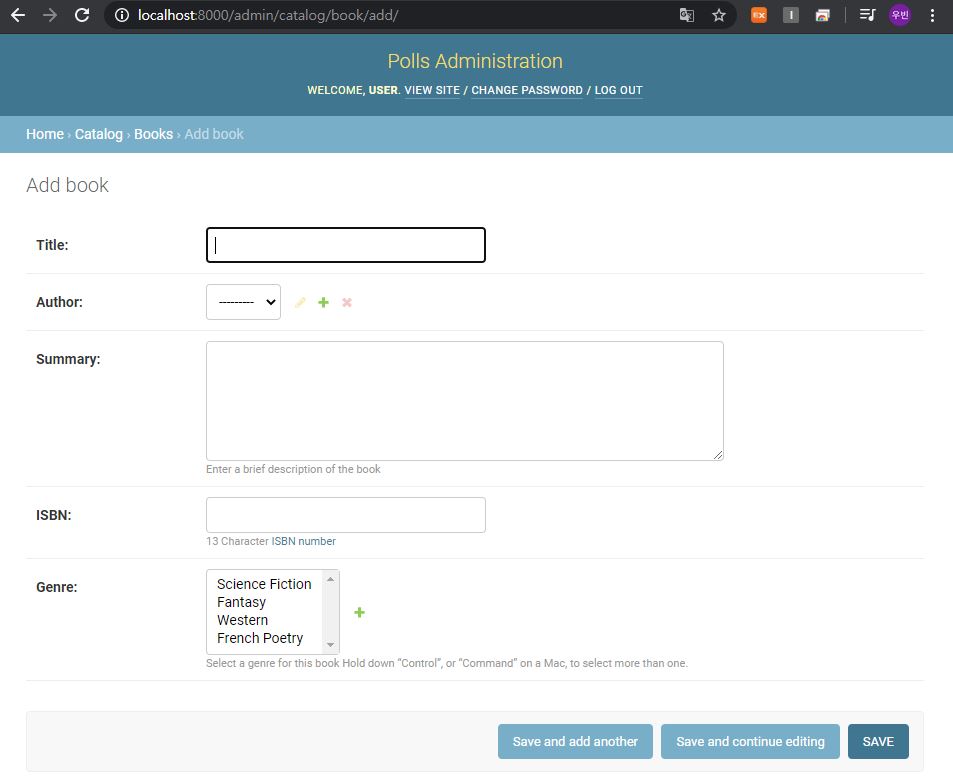 localhost:8000/admin/catalog/book/add/
EX
I
우빈
Polls Administration
WELCOME, USER. VIEW SITE / CHANGE PASSWORD / LOG OUT
Home › Catalog › Books › Add book
Add book
Title:
Author:
---------
Summary:
Enter a brief description of the book
ISBN:
13 Character ISBN number
Genre:
Science Fiction
Fantasy
Western
French Poetry
Select a genre for this book Hold down “Control”, or “Command” on a Mac, to select more than one.
Save and add another
Save and continue editing
SAVE